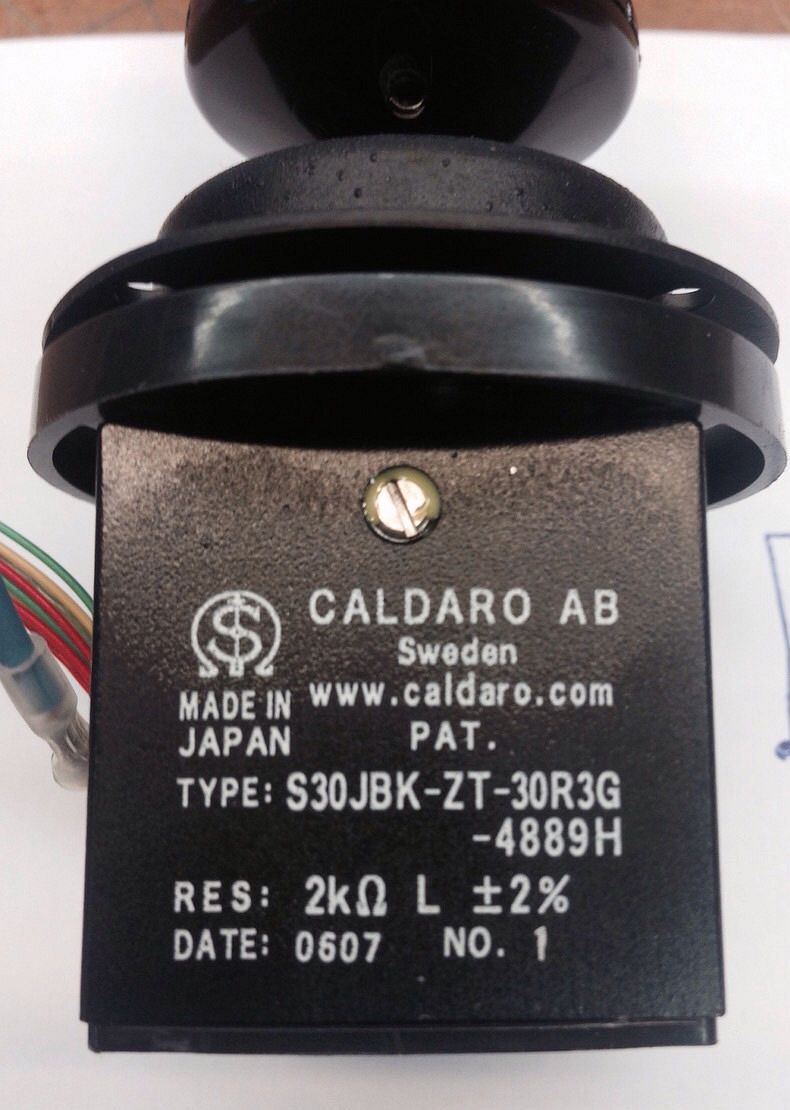 CALDARO AB
Sweden
www.caldaro.com
MADE IN
JAPAN
PAT.
TYPE: S30JBK-ZT-30R3G
-4889H
RES: 2kΩ L ±2%
DATE: 0607 NO. 1